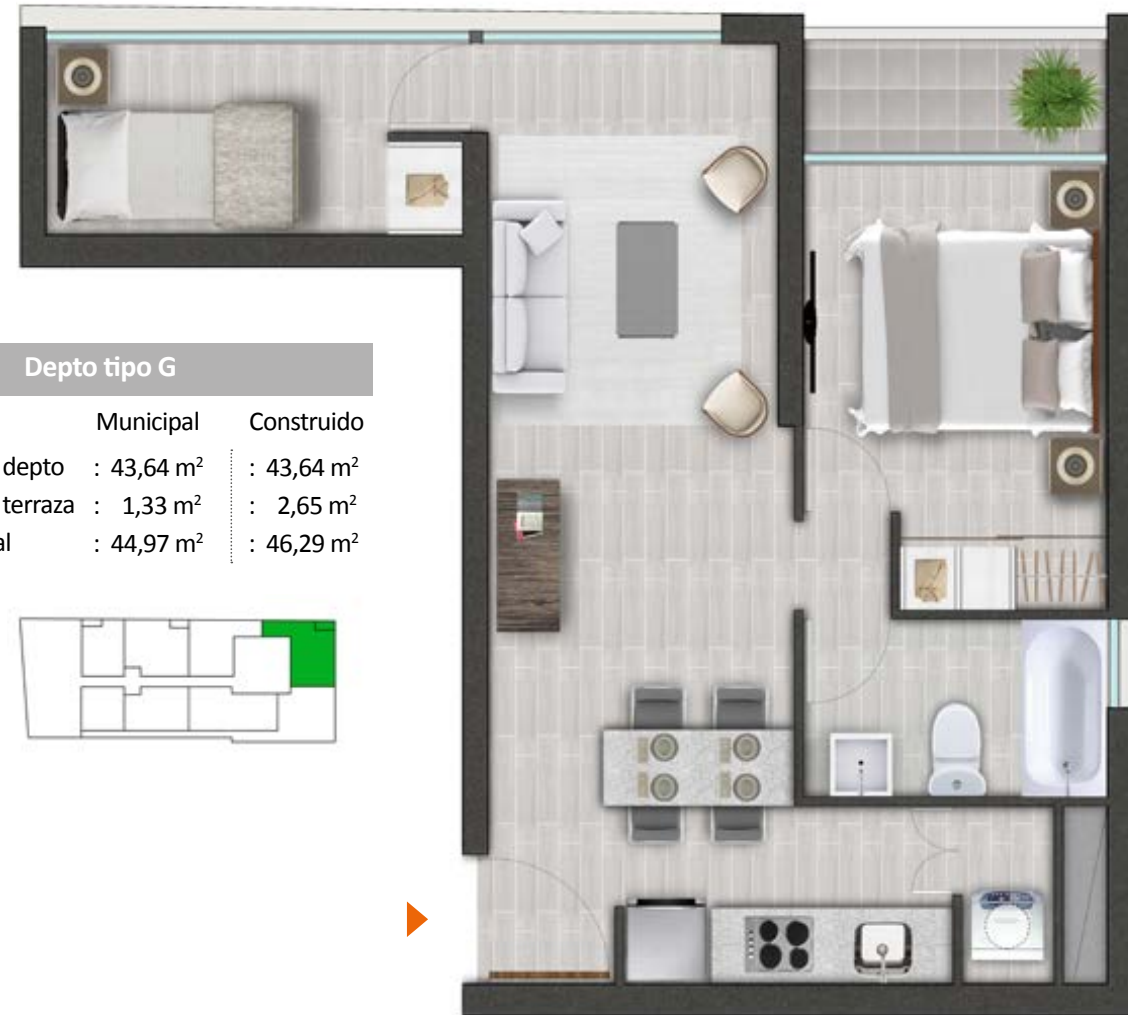 Depto tipo G
Municipal Construido
depto : 43,64 m² : 43,64 m²
terraza : 1,33 m² : 2,65 m²
: 44,97 m² : 46,29 m²